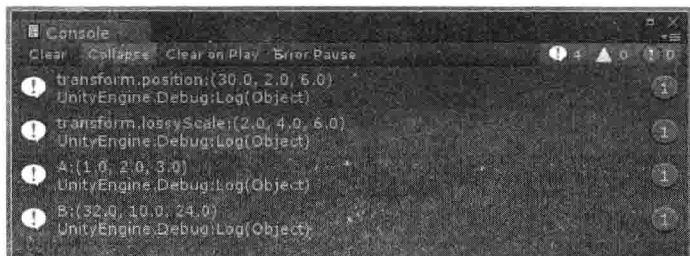 Console
Clear Collapse Clear on Play Error Pause 4 0 0
transform.position:(30.0, 2.0, 6.0)
UnityEngine.Debug:Log(Object)
1
transform.lossyScale:(2.0, 4.0, 6.0)
UnityEngine.Debug:Log(Object)
1
A:(1.0, 2.0, 3.0)
UnityEngine.Debug:Log(Object)
1
B:(32.0, 10.0, 24.0)
UnityEngine.Debug:Log(Object)
1